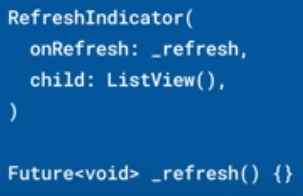 RefreshIndicator(
  onRefresh: _refresh,
  child: ListView(),
)
Future<void> _refresh() {}